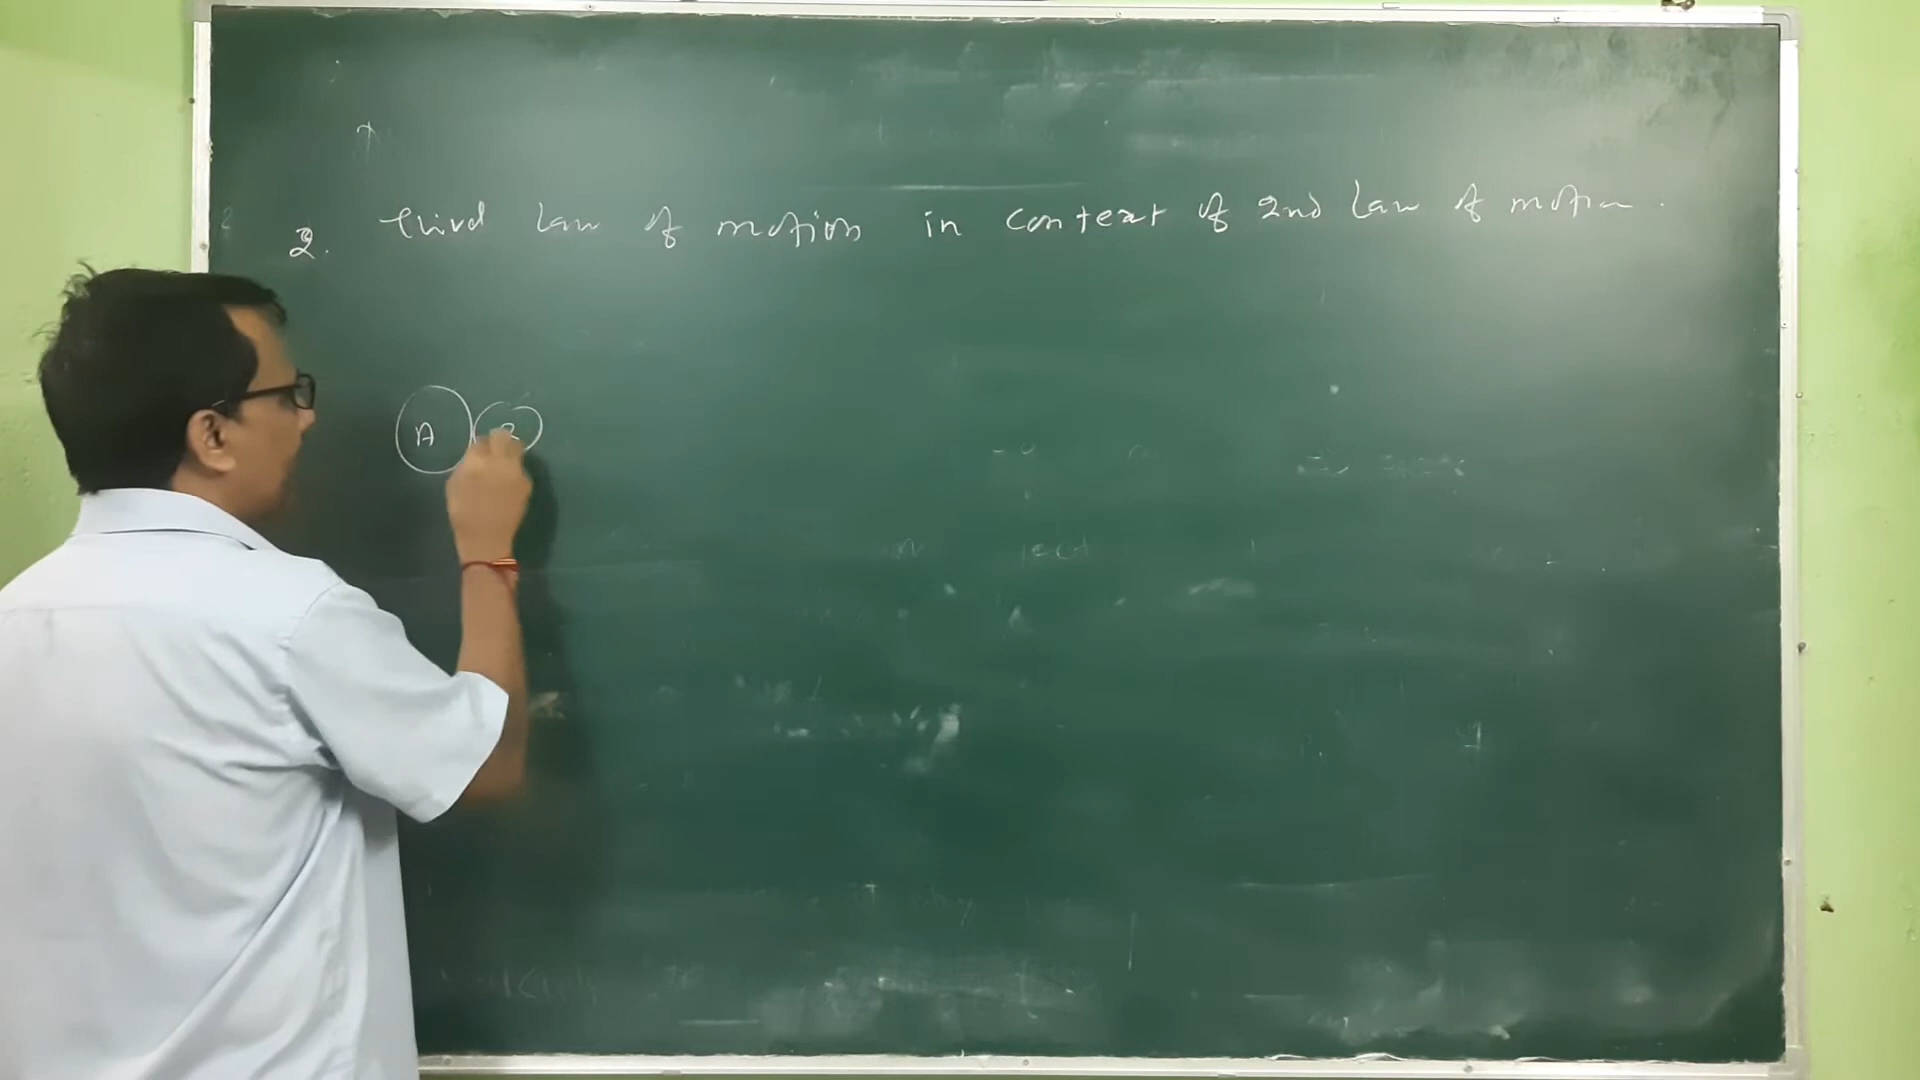 2. Third law of motion in context of 2nd law of motion.
A B